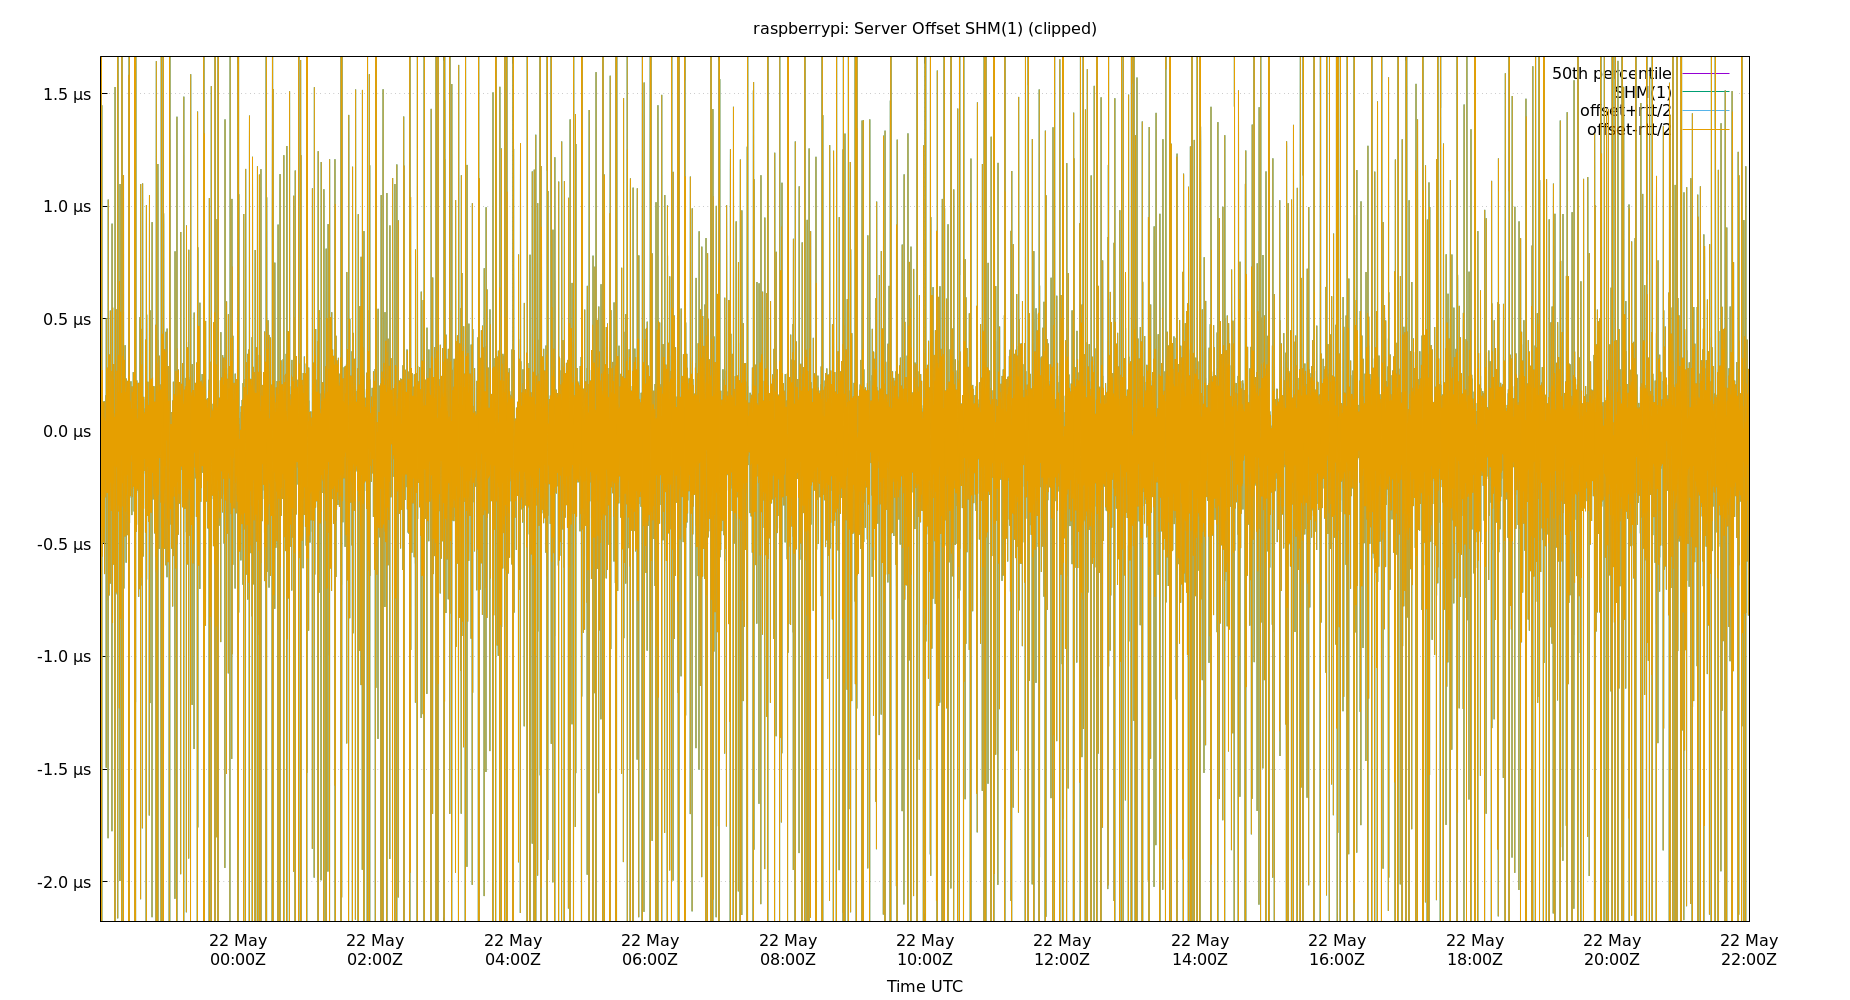 raspberrypi: Server Offset SHM(1) (clipped)
50th percentile
SHM(1)
offset+rtt/2
offset-rtt/2
1.5 µs
1.0 µs
0.5 µs
0.0 µs
-0.5 µs
-1.0 µs
-1.5 µs
-2.0 µs
22 May 22 May 22 May 22 May 22 May 22 May 22 May 22 May 22 May 22 May 22 May 22 May
00:00Z 02:00Z 04:00Z 06:00Z 08:00Z 10:00Z 12:00Z 14:00Z 16:00Z 18:00Z 20:00Z 22:00Z
Time UTC